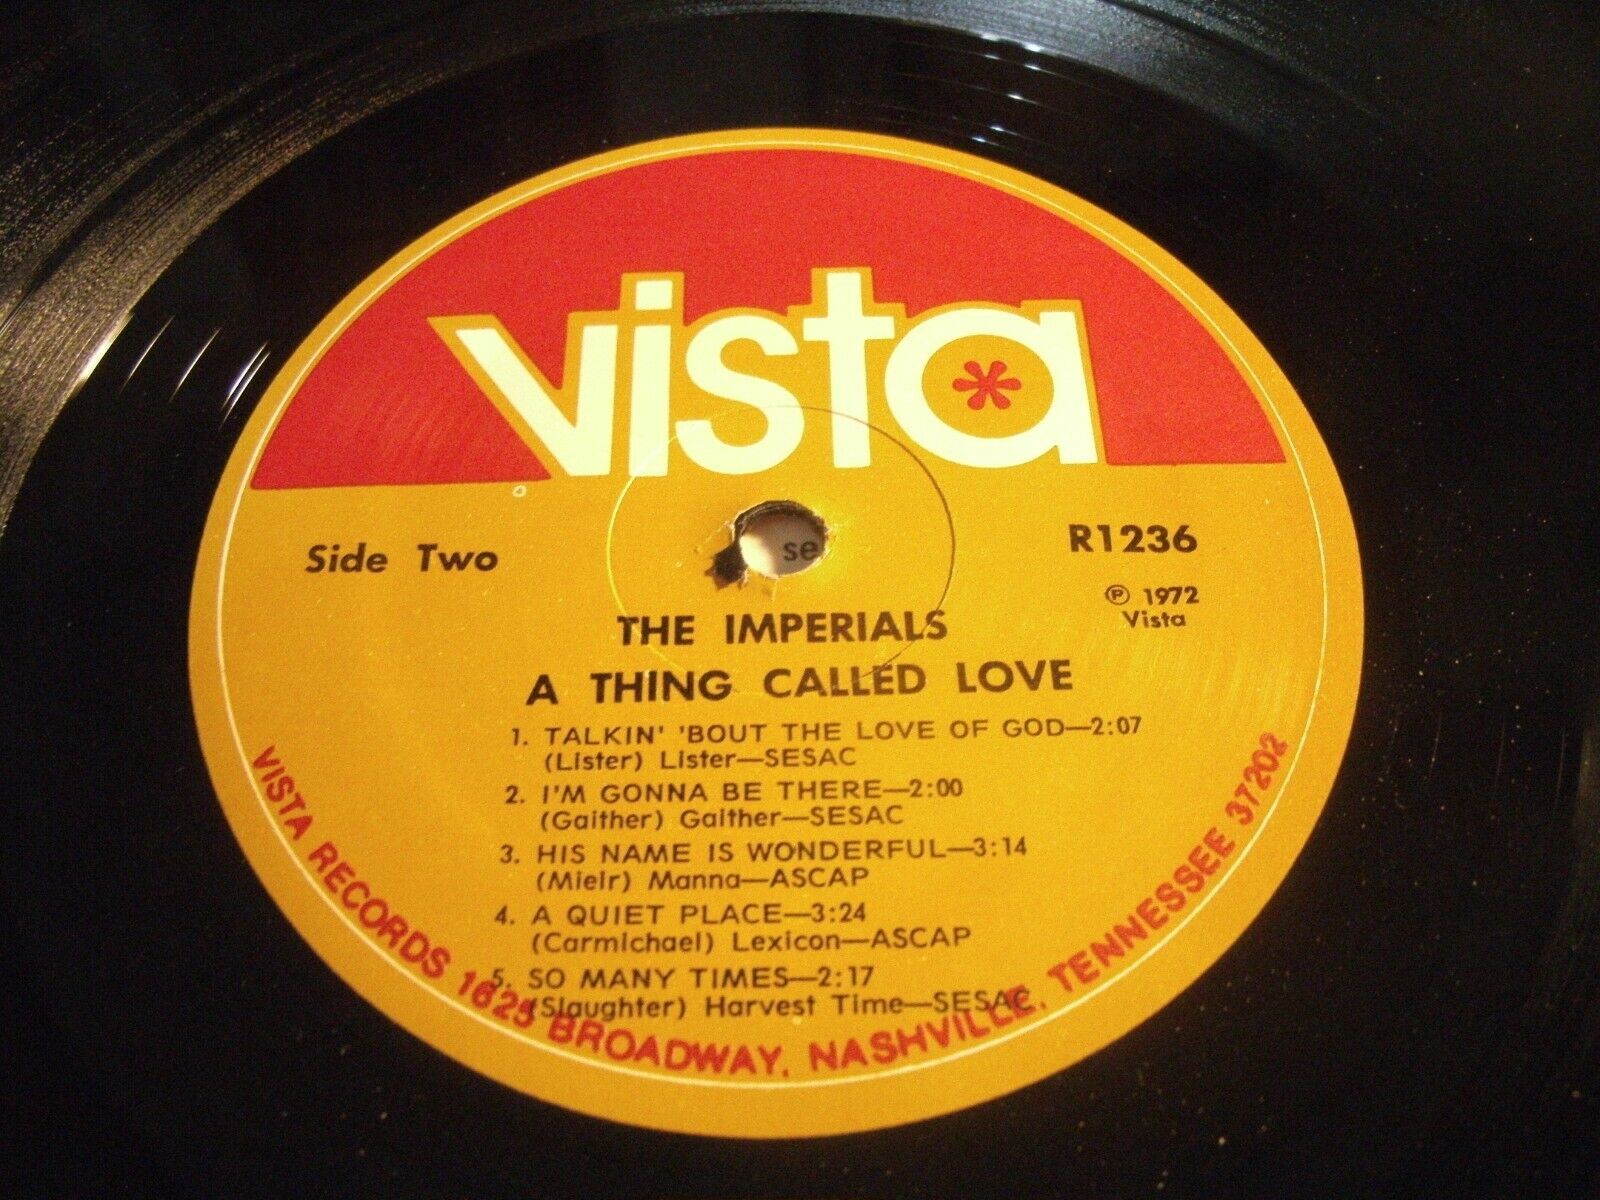 vista
Side Two
R1236
℗ 1972
Vista
THE IMPERIALS
A THING CALLED LOVE
1. TALKIN' 'BOUT THE LOVE OF GOD—2:07
(Lister) Lister—SESAC
2. I'M GONNA BE THERE—2:00
(Gaither) Gaither—SESAC
3. HIS NAME IS WONDERFUL—3:14
(Mieir) Manna—ASCAP
4. A QUIET PLACE—3:24
(Carmichael) Lexicon—ASCAP
5. SO MANY TIMES—2:17
(Slaughter) Harvest Time—SESAC
VISTA RECORDS 1625 BROADWAY, NASHVILLE, TENNESSEE 37202
se